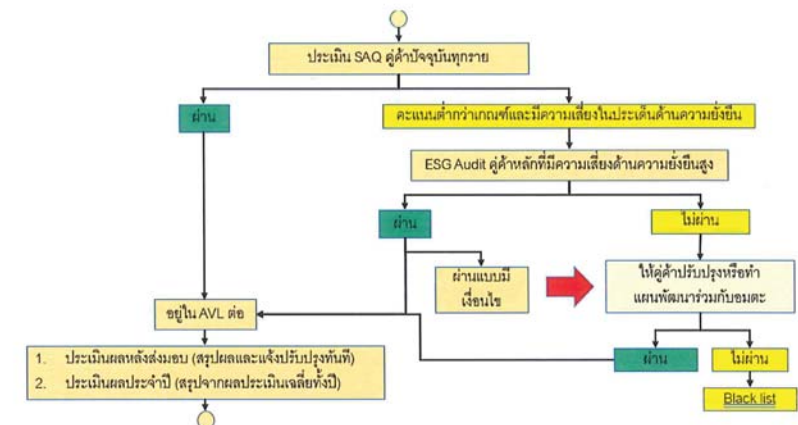 ประเมิน SAQ คู่ค้าปัจจุบันทุกราย
ผ่าน
คะแนนต่ำกว่าเกณฑ์และมีความเสี่ยงในประเด็นด้านความยั่งยืน
ESG Audit คู่ค้าหลักที่มีความเสี่ยงด้านความยั่งยืนสูง
ผ่าน
ไม่ผ่าน
ผ่านแบบมี
เงื่อนไข
ให้คู่ค้าปรับปรุงหรือทำ
แผนพัฒนาร่วมกับอมตะ
อยู่ใน AVL ต่อ
1. ประเมินผลหลังส่งมอบ (สรุปผลและแจ้งปรับปรุงทันที)
2. ประเมินผลประจำปี (สรุปจากผลประเมินเฉลี่ยทั้งปี)
ผ่าน
ไม่ผ่าน
Black list